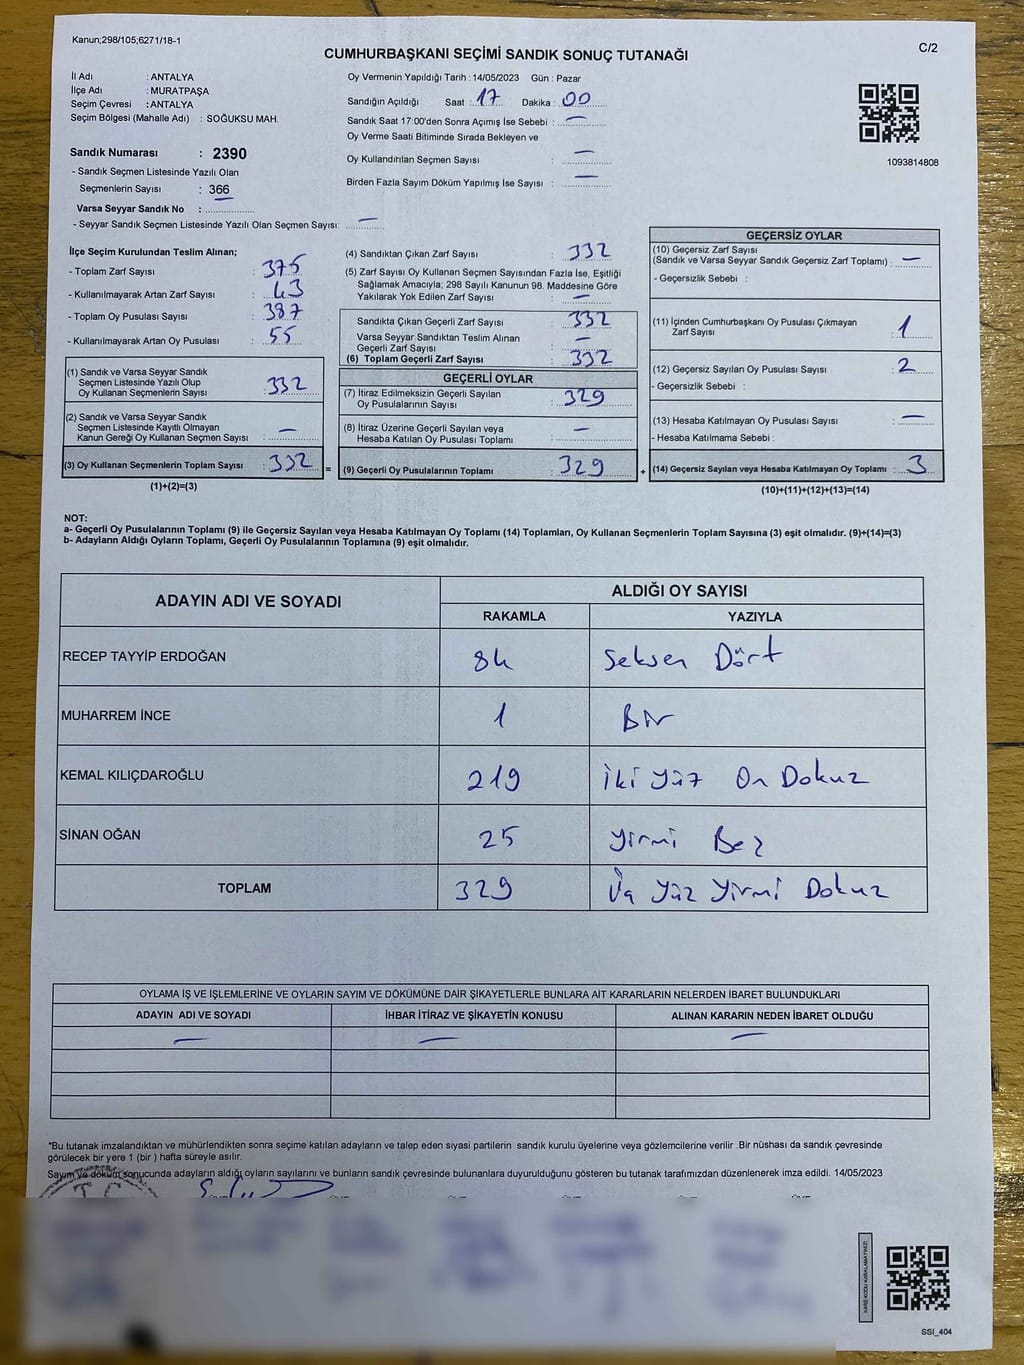 Kanun;298/105;6271/18-1
C/2
CUMHURBAŞKANI SEÇİMİ SANDIK SONUÇ TUTANAĞI
İl Adı : ANTALYA
İlçe Adı : MURATPAŞA
Seçim Çevresi : ANTALYA
Seçim Bölgesi (Mahalle Adı) : SOĞUKSU MAH.
Sandık Numarası : 2390
- Sandık Seçmen Listesinde Yazılı Olan
Seçmenlerin Sayısı : 366
Varsa Seyyar Sandık No :
- Seyyar Sandık Seçmen Listesinde Yazılı Olan Seçmen Sayısı: —
Oy Vermenin Yapıldığı Tarih : 14/05/2023 Gün : Pazar
Sandığın Açıldığı Saat : 17 Dakika : 00
Sandık Saat 17:00'den Sonra Açımış İse Sebebi : —
Oy Verme Saati Bitiminde Sırada Bekleyen ve
Oy Kullandırılan Seçmen Sayısı : —
Birden Fazla Sayım Döküm Yapılmış İse Sayısı : —
1093814808
İlçe Seçim Kurulundan Teslim Alınan;
- Toplam Zarf Sayısı : 375
- Kullanılmayarak Artan Zarf Sayısı : 43
- Toplam Oy Pusulası Sayısı : 387
- Kullanılmayarak Artan Oy Pusulası : 55
(1) Sandık ve Varsa Seyyar Sandık
Seçmen Listesinde Yazılı Olup
Oy Kullanan Seçmenlerin Sayısı : 332
(2) Sandık ve Varsa Seyyar Sandık
Seçmen Listesinde Kayıtlı Olmayan
Kanun Gereği Oy Kullanan Seçmen Sayısı : —
(3) Oy Kullanan Seçmenlerin Toplam Sayısı : 332
(1)+(2)=(3)
(4) Sandıktan Çıkan Zarf Sayısı : 332
(5) Zarf Sayısı Oy Kullanan Seçmen Sayısından Fazla İse, Eşitliği
Sağlamak Amacıyla; 298 Sayılı Kanunun 98. Maddesine Göre
Yakılarak Yok Edilen Zarf Sayısı : —
Sandıkta Çıkan Geçerli Zarf Sayısı : 332
Varsa Seyyar Sandıktan Teslim Alınan
Geçerli Zarf Sayısı : —
(6) Toplam Geçerli Zarf Sayısı : 332
GEÇERLİ OYLAR
(7) İtiraz Edilmeksizin Geçerli Sayılan
Oy Pusulalarının Sayısı : 329
(8) İtiraz Üzerine Geçerli Sayılan veya
Hesaba Katılan Oy Pusulası Toplamı : —
= (9) Geçerli Oy Pusulalarının Toplamı : 329 +
GEÇERSİZ OYLAR
(10) Geçersiz Zarf Sayısı
(Sandık ve Varsa Seyyar Sandık Geçersiz Zarf Toplamı) : —
- Geçersizlik Sebebi :
(11) İçinden Cumhurbaşkanı Oy Pusulası Çıkmayan
Zarf Sayısı : 1
(12) Geçersiz Sayılan Oy Pusulası Sayısı : 2
- Geçersizlik Sebebi :
(13) Hesaba Katılmayan Oy Pusulası Sayısı : —
- Hesaba Katılmama Sebebi :
(14) Geçersiz Sayılan veya Hesaba Katılmayan Oy Toplamı : 3
(10)+(11)+(12)+(13)=(14)
NOT:
a- Geçerli Oy Pusulalarının Toplamı (9) ile Geçersiz Sayılan veya Hesaba Katılmayan Oy Toplamı (14) Toplamları, Oy Kullanan Seçmenlerin Toplam Sayısına (3) eşit olmalıdır. (9)+(14)=(3)
b- Adayların Aldığı Oyların Toplamı, Geçerli Oy Pusulalarının Toplamına (9) eşit olmalıdır.
ADAYIN ADI VE SOYADI
ALDIĞI OY SAYISI
RAKAMLA YAZIYLA
RECEP TAYYİP ERDOĞAN 84 Seksen Dört
MUHARREM İNCE 1 Bir
KEMAL KILIÇDAROĞLU 219 İki Yüz On Dokuz
SİNAN OĞAN 25 Yirmi Beş
TOPLAM 329 Üç Yüz Yirmi Dokuz
OYLAMA İŞ VE İŞLEMLERİNE VE OYLARIN SAYIM VE DÖKÜMÜNE DAİR ŞİKAYETLERLE BUNLARA AİT KARARLARIN NELERDEN İBARET BULUNDUKLARI
ADAYIN ADI VE SOYADI İHBAR İTİRAZ VE ŞİKAYETİN KONUSU ALINAN KARARIN NEDEN İBARET OLDUĞU
— — —
*Bu tutanak imzalandıktan ve mühürlendikten sonra seçime katılan adayların ve talep eden siyasi partilerin sandık kurulu üyelerine veya gözlemcilerine verilir .Bir nüshası da sandık çevresinde
görülecek bir yere 1 (bir ) hafta süreyle asılır.
Sayım ve döküm sonucunda adayların aldığı oyların sayılarını ve bunların sandık çevresinde bulunanlara duyurulduğunu gösteren bu tutanak tarafımızdan düzenlenerek imza edildi. 14/05/2023
T.C.
KARE KODU KARALAMAYINIZ!
SSİ_404